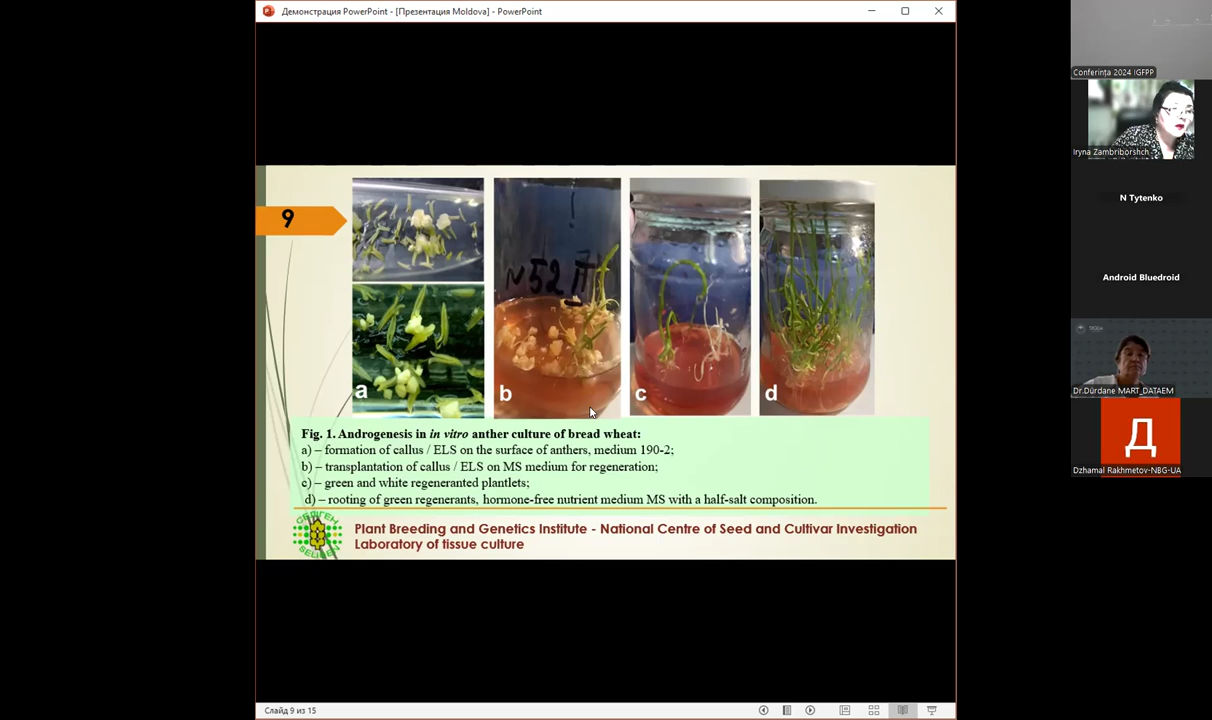 Демонстрация PowerPoint - [Презентация Moldova] - PowerPoint
9
a
N52 II
b
c
d
Fig. 1. Androgenesis in in vitro anther culture of bread wheat:
a) – formation of callus / ELS on the surface of anthers, medium 190-2;
b) – transplantation of callus / ELS on MS medium for regeneration;
c) – green and white regeneranted plantlets;
d) – rooting of green regenerants, hormone-free nutrient medium MS with a half-salt composition.
Plant Breeding and Genetics Institute - National Centre of Seed and Cultivar Investigation
Laboratory of tissue culture
Слайд 9 из 15
Conferința 2024 IGFPP
Iryna Zambriborshch
N Tytenko
Android Bluedroid
Dr.Dürdane MART_DATAEM
Д
Dzhamal Rakhmetov-NBG-UA